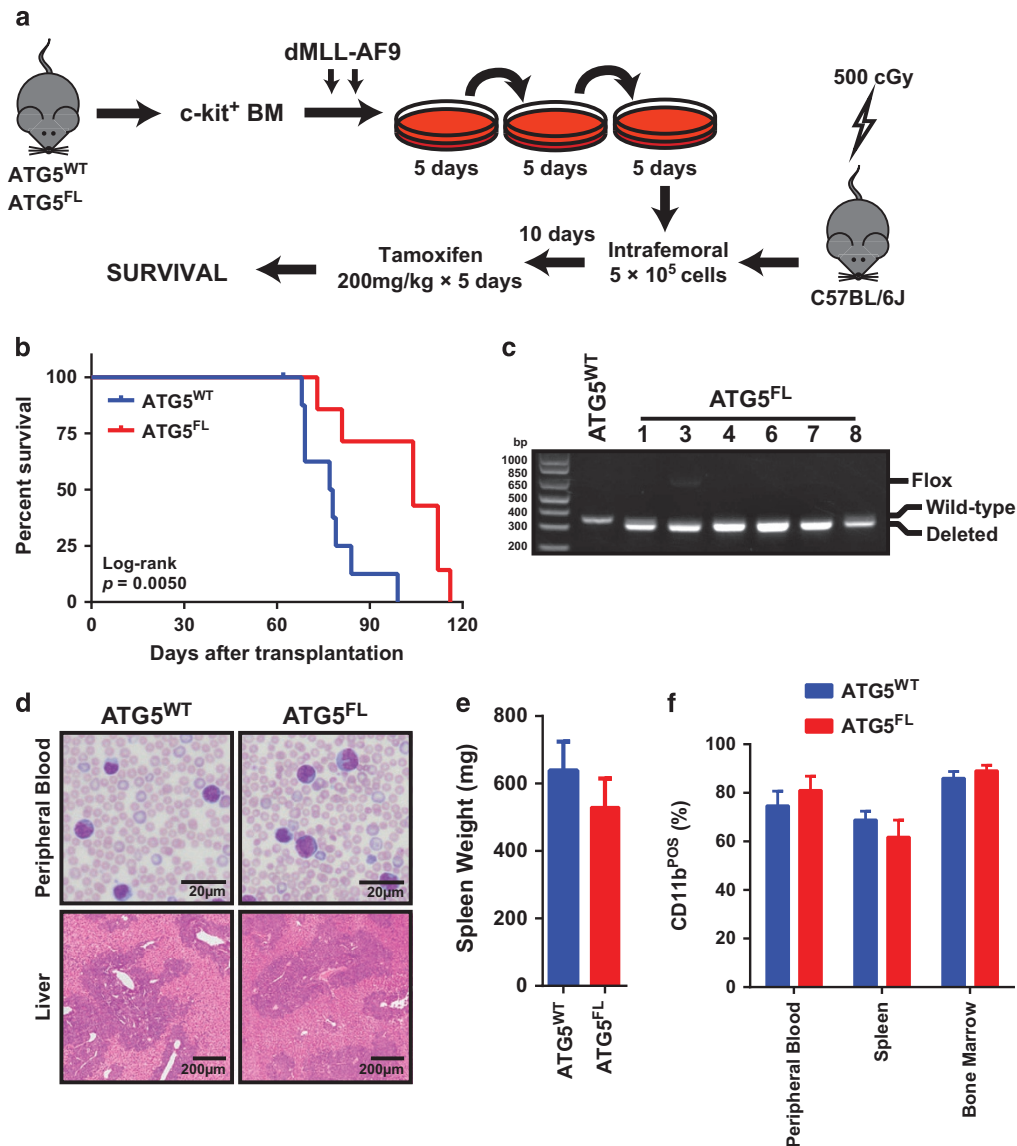 a
dMLL-AF9
500 cGy
c-kit⁺ BM
ATG5ᵂᵀ
ATG5ᶠᴸ
5 days 5 days 5 days
10 days
SURVIVAL
Tamoxifen
200mg/kg × 5 days
Intrafemoral
5 × 10⁵ cells
C57BL/6J
b
Percent survival
100
75
50
25
0
ATG5ᵂᵀ
ATG5ᶠᴸ
Log-rank
p = 0.0050
0 30 60 90 120
Days after transplantation
c
ATG5ᵂᵀ
ATG5ᶠᴸ
1 3 4 6 7 8
bp
1000
850
650
500
400
300
200
Flox
Wild-type
Deleted
d
ATG5ᵂᵀ ATG5ᶠᴸ
Peripheral Blood
20µm 20µm
Liver
200µm 200µm
e
Spleen Weight (mg)
800
600
400
200
0
ATG5ᵂᵀ
ATG5ᶠᴸ
f
ATG5ᵂᵀ
ATG5ᶠᴸ
CD11bᴾᴼˢ (%)
100
80
60
40
20
0
Peripheral Blood
Spleen
Bone Marrow